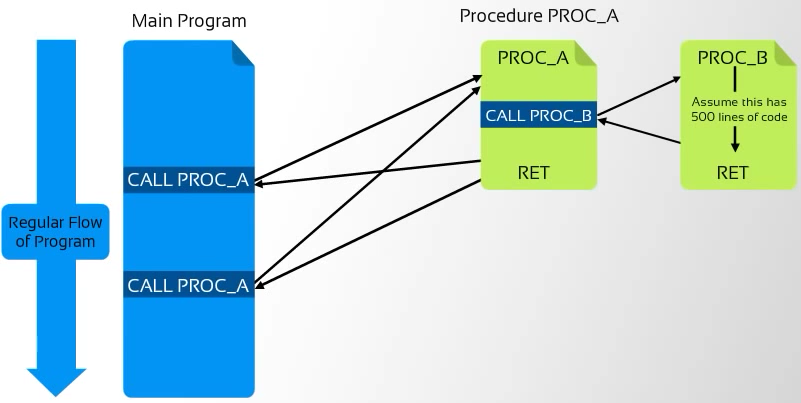 Main Program
Procedure PROC_A
PROC_A
PROC_B
CALL PROC_B
Assume this has
500 lines of code
RET
RET
CALL PROC_A
Regular Flow
of Program
CALL PROC_A